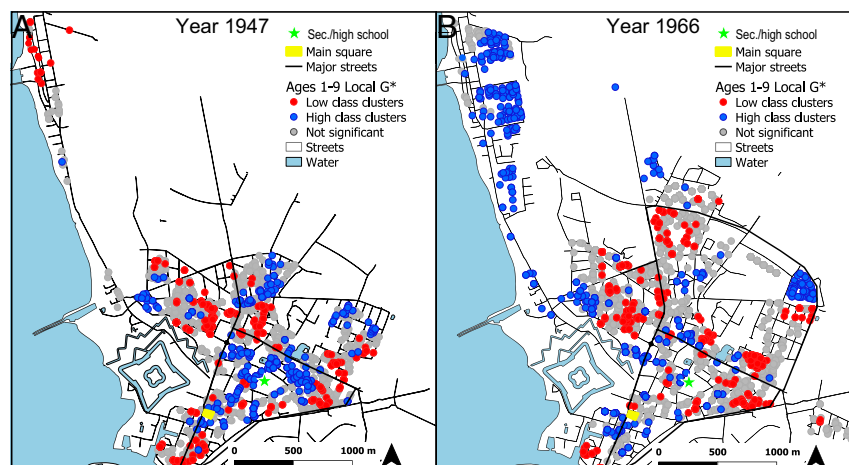 A
Year 1947
Sec./high school
Main square
Major streets
Ages 1-9 Local G*
Low class clusters
High class clusters
Not significant
Streets
Water
0 500 1000 m
B
Year 1966
Sec./high school
Main square
Major streets
Ages 1-9 Local G*
Low class clusters
High class clusters
Not significant
Streets
Water
0 500 1000 m